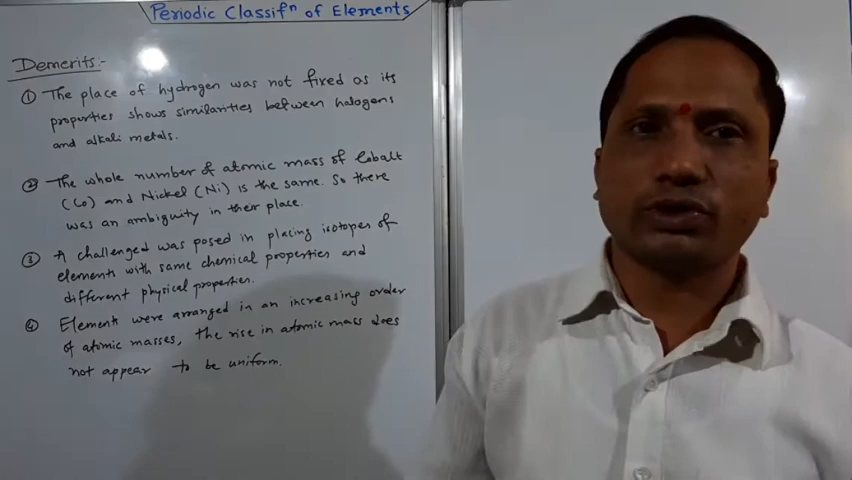 Periodic Classifⁿ of Elements
Demerits:-
① The place of hydrogen was not fixed as its
properties shows similarities between halogens
and alkali metals.
② The whole number of atomic mass of Cobalt
(Co) and Nickel (Ni) is the same. So there
was an ambiguity in their place.
③ A challenged was posed in placing isotopes of
elements with same chemical properties and
different physical properties.
④ Elements were arranged in an increasing order
of atomic masses, the rise in atomic mass does
not appear to be uniform.